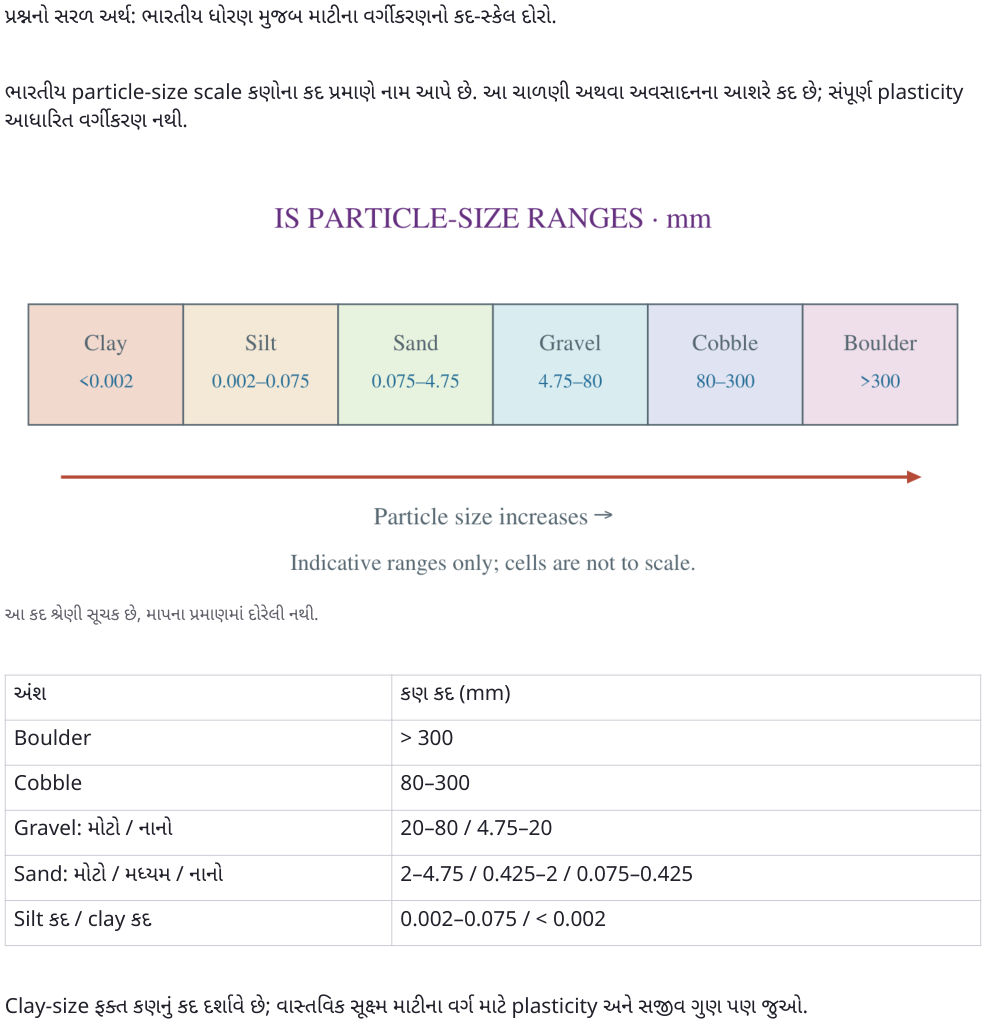 પ્રશ્નનો સરળ અર્થ: ભારતીય ધોરણ મુજબ માટીના વર્ગીકરણનો કદ-સ્કેલ દોરો.
ભારતીય particle-size scale કણોના કદ પ્રમાણે નામ આપે છે. આ ચાળણી અથવા અવસાદનના આશરે કદ છે; સંપૂર્ણ plasticity
આધારિત વર્ગીકરણ નથી.
IS PARTICLE-SIZE RANGES · mm
Clay Silt Sand Gravel Cobble Boulder
<0.002 0.002–0.075 0.075–4.75 4.75–80 80–300 >300
Particle size increases →
Indicative ranges only; cells are not to scale.
આ કદ શ્રેણી સૂચક છે, માપના પ્રમાણમાં દોરેલી નથી.
અંશ કણ કદ (mm)
Boulder > 300
Cobble 80–300
Gravel: મોટો / નાનો 20–80 / 4.75–20
Sand: મોટો / મધ્યમ / નાનો 2–4.75 / 0.425–2 / 0.075–0.425
Silt કદ / clay કદ 0.002–0.075 / < 0.002
Clay-size ફક્ત કણનું કદ દર્શાવે છે; વાસ્તવિક સૂક્ષ્મ માટીના વર્ગ માટે plasticity અને સજીવ ગુણ પણ જુઓ.